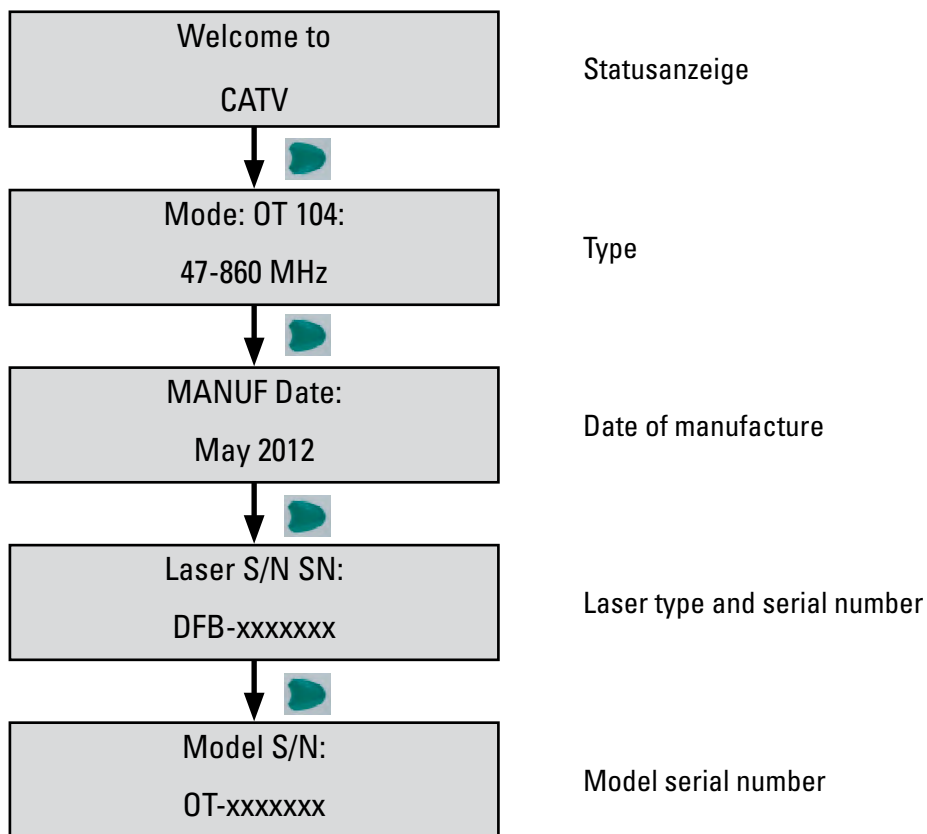 Welcome to
CATV
Statusanzeige
Mode: OT 104:
47-860 MHz
Type
MANUF Date:
May 2012
Date of manufacture
Laser S/N SN:
DFB-xxxxxxx
Laser type and serial number
Model S/N:
OT-xxxxxxx
Model serial number